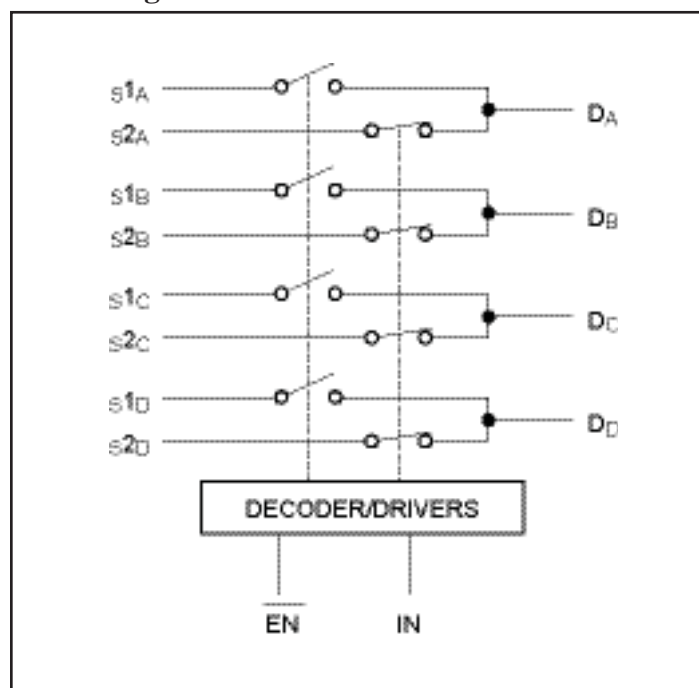 S1A
S2A
DA
S1B
S2B
DB
S1C
S2C
DC
S1D
S2D
DD
DECODER/DRIVERS
EN
IN